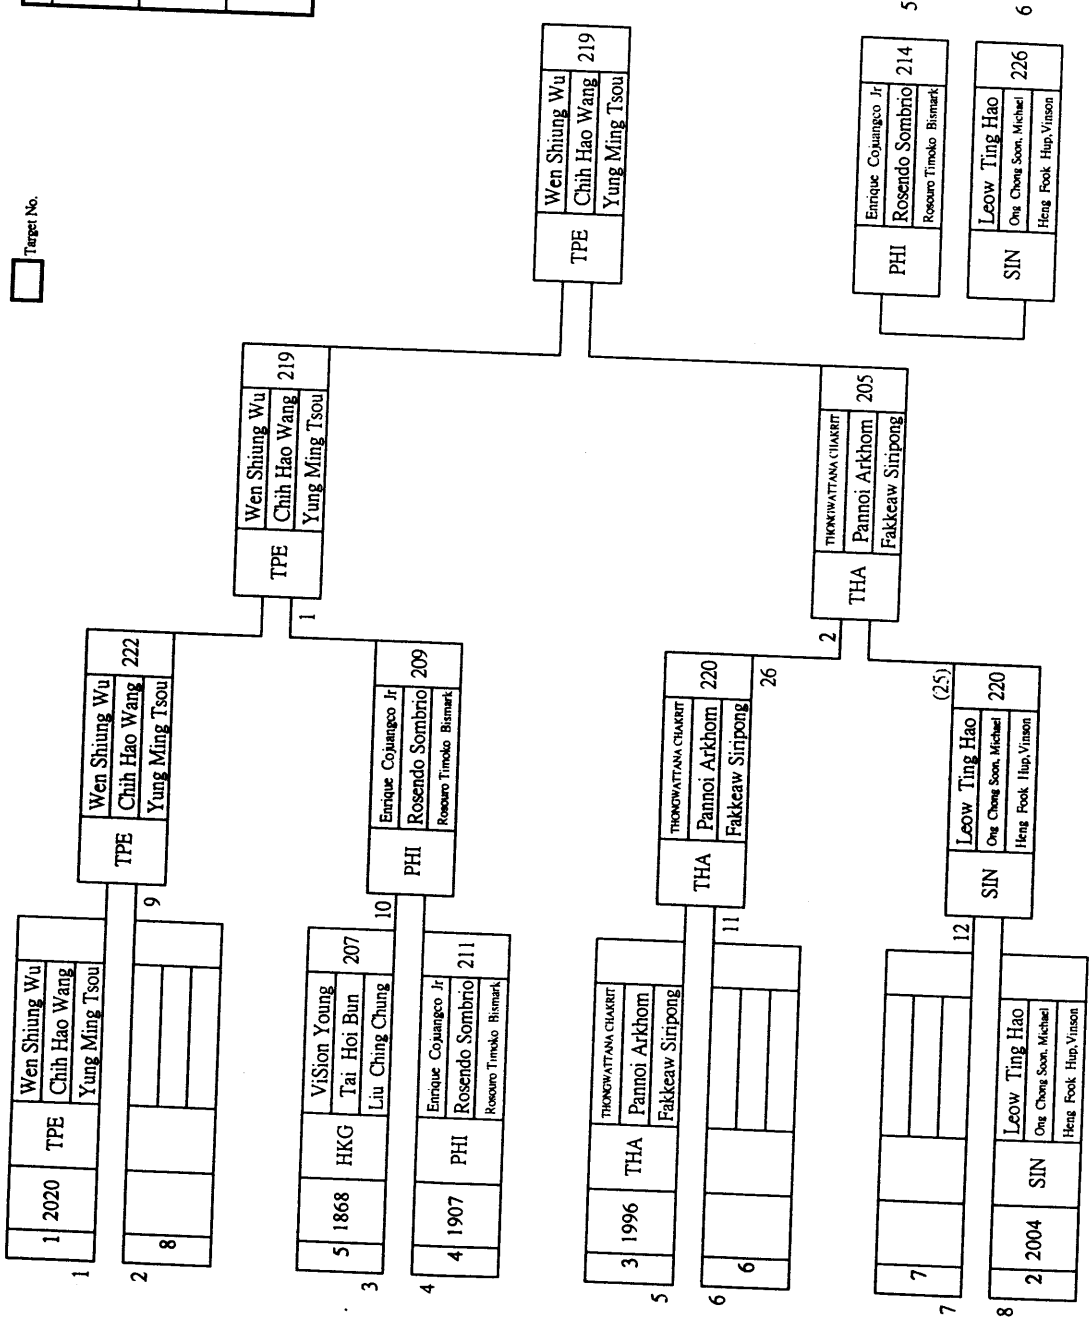 Target No.
1 2020 TPE Wen Shiung Wu
Chih Hao Wang
Yung Ming Tsou
1
2
8
9
TPE Wen Shiung Wu 222
Chih Hao Wang
Yung Ming Tsou
5 1868 HKG ViSion Young 207
Tai Hoi Bun
Liu Ching Chung
3
4
4 1907 PHI Enrique Cojuangco Jr 211
Rosendo Sombrio
Rosouro Timoko Bismark
10
PHI Enrique Cojuangco Jr 209
Rosendo Sombrio
Rosouro Timoko Bismark
1
TPE Wen Shiung Wu 219
Chih Hao Wang
Yung Ming Tsou
3 1996 THA THONGWATTANA CHAKRIT
Pannoi Arkhom
Fakkeaw Siripong
5
6
6
11
THA THONGWATTANA CHAKRIT 220
Pannoi Arkhom
Fakkeaw Siripong
26
7
7
8
2 2004 SIN Leow Ting Hao
Ong Chong Soon, Michael
Heng Fook Hup,Vinson
12
SIN Leow Ting Hao 220
Ong Chong Soon, Michael
Heng Fook Hup,Vinson
(25)
2
THA THONGWATTANA CHAKRIT 205
Pannoi Arkhom
Fakkeaw Siripong
TPE Wen Shiung Wu 219
Chih Hao Wang
Yung Ming Tsou
PHI Enrique Cojuangco Jr 214
Rosendo Sombrio
Rosouro Timoko Bismark
5
SIN Leow Ting Hao 226
Ong Chong Soon, Michael
Heng Fook Hup,Vinson
6